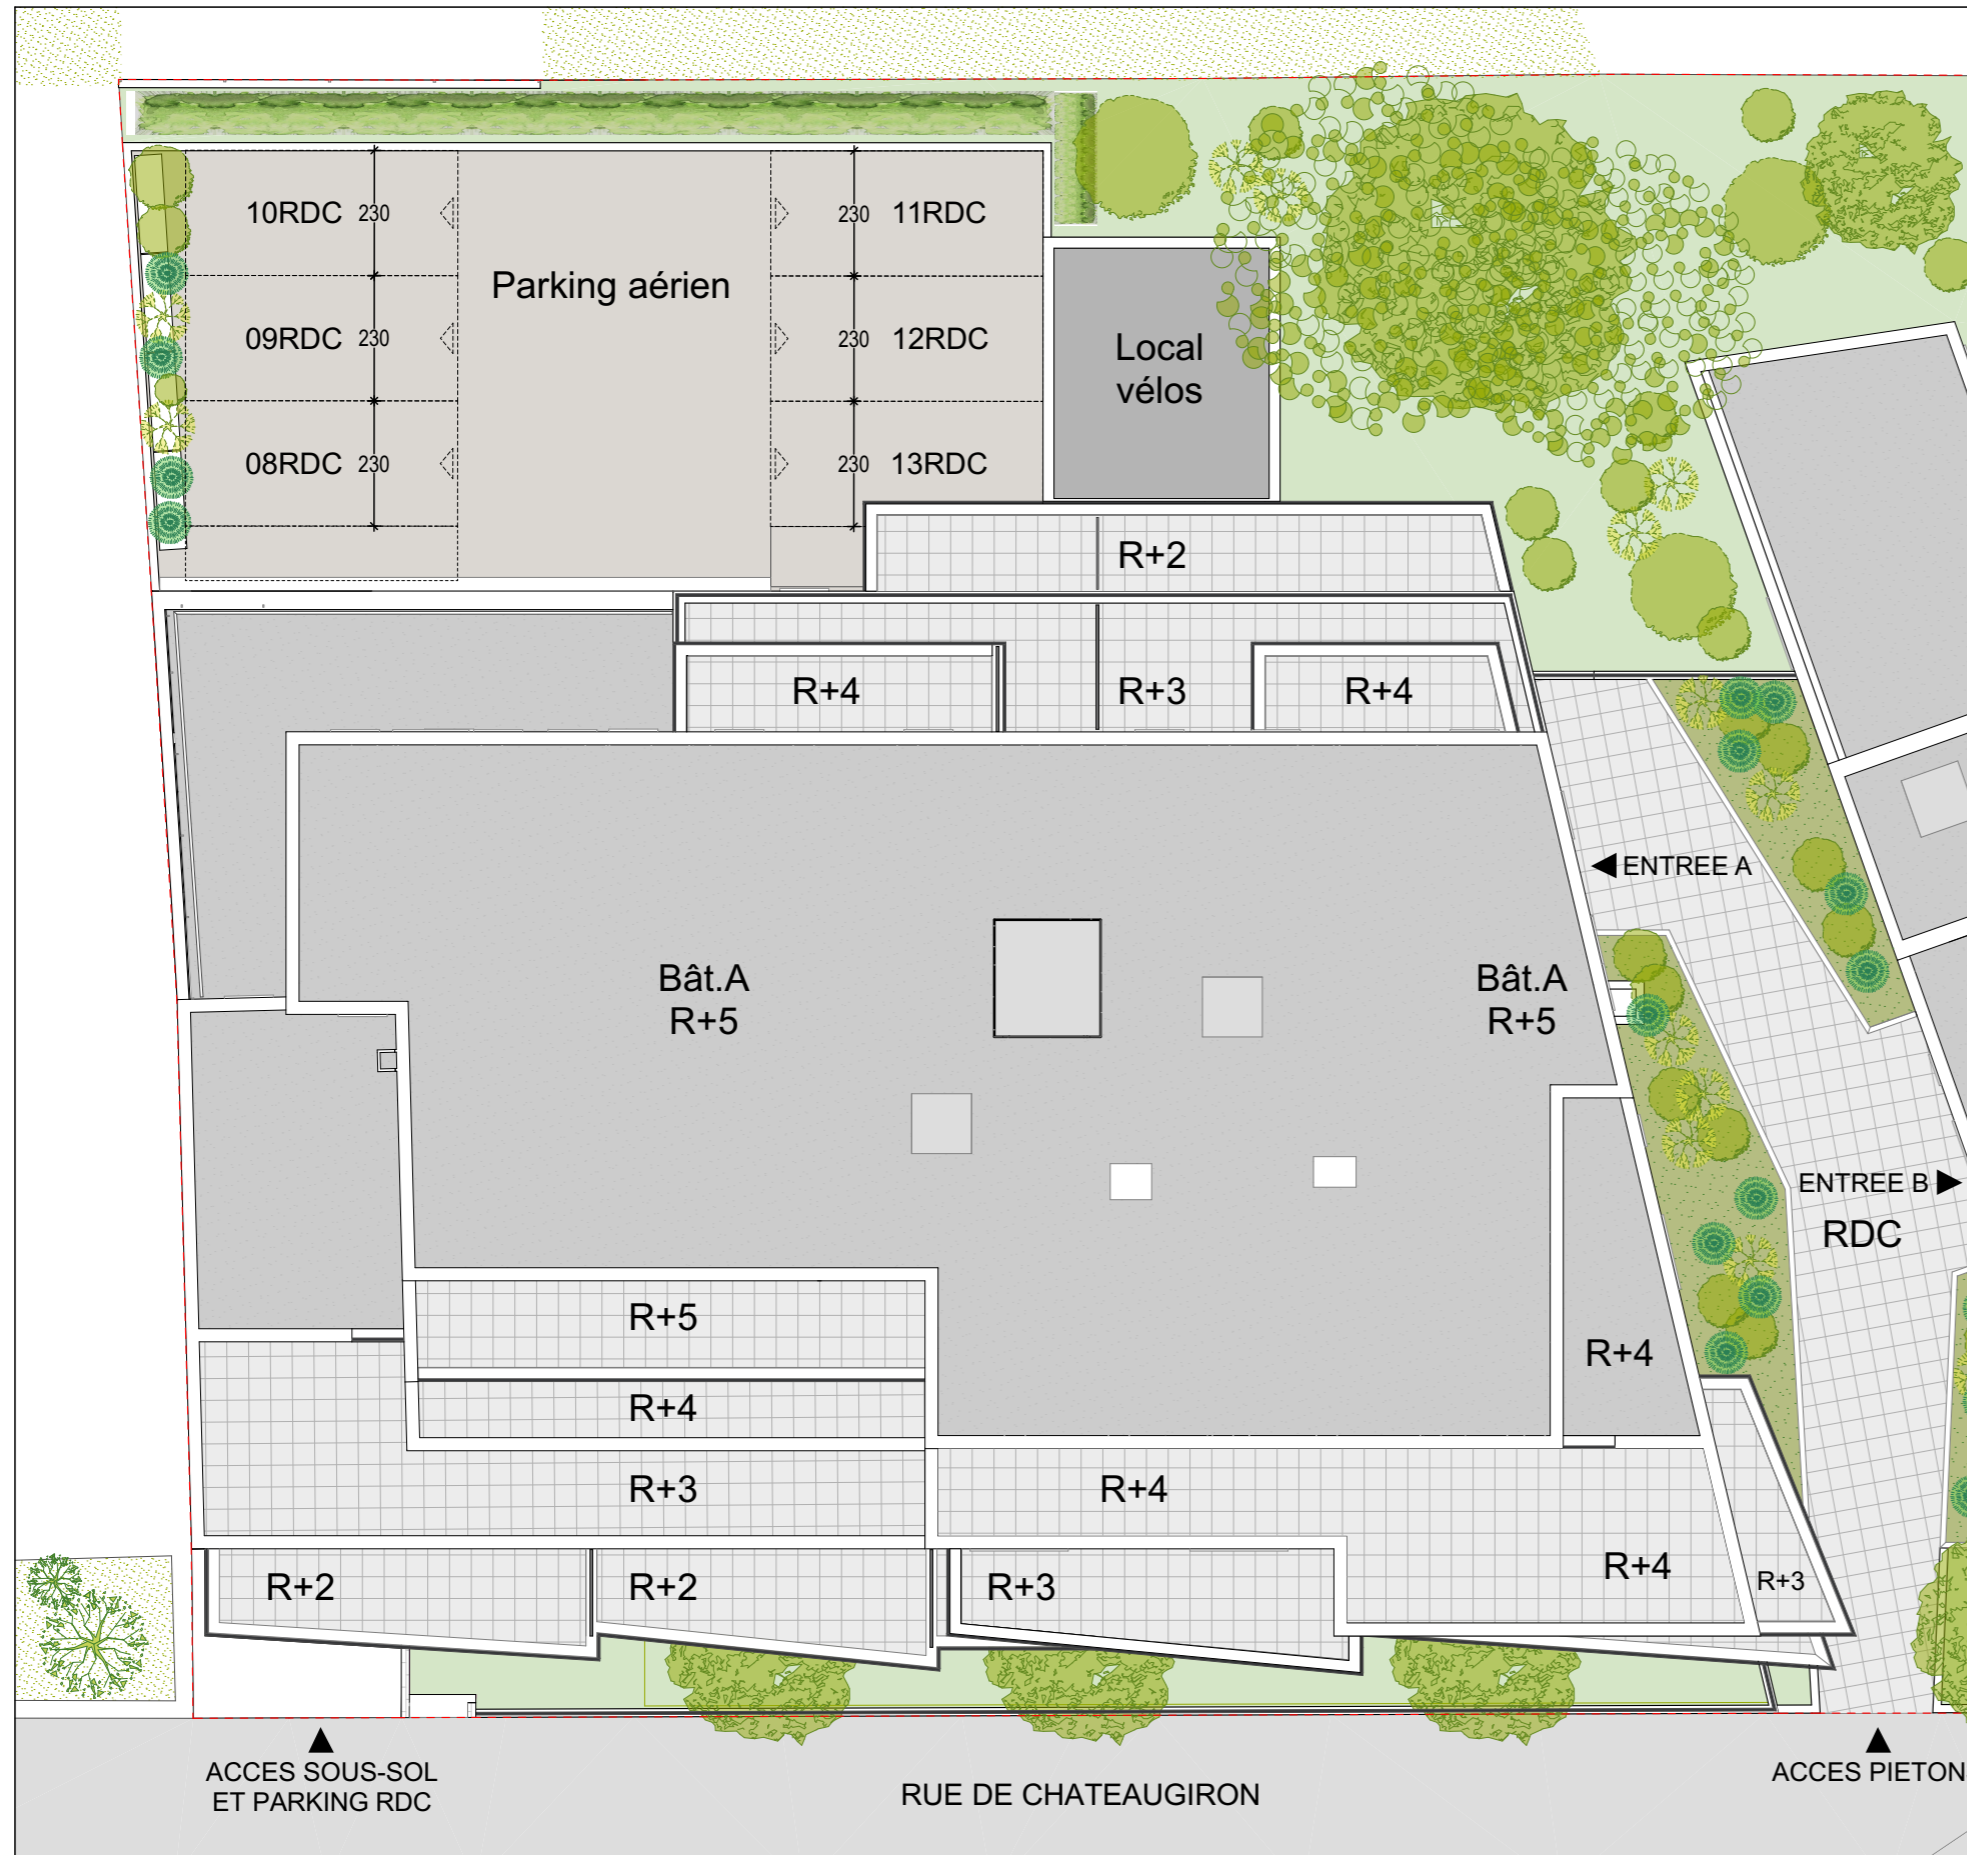 10RDC 230
230 11RDC
Parking aérien
09RDC 230
230 12RDC
Local
vélos
08RDC 230
230 13RDC
R+2
R+4
R+3
R+4
ENTREE A
Bât.A
R+5
Bât.A
R+5
ENTREE B
RDC
R+5
R+4
R+4
R+3
R+4
R+2
R+2
R+3
R+4
R+3
ACCES SOUS-SOL
ET PARKING RDC
RUE DE CHATEAUGIRON
ACCES PIETON